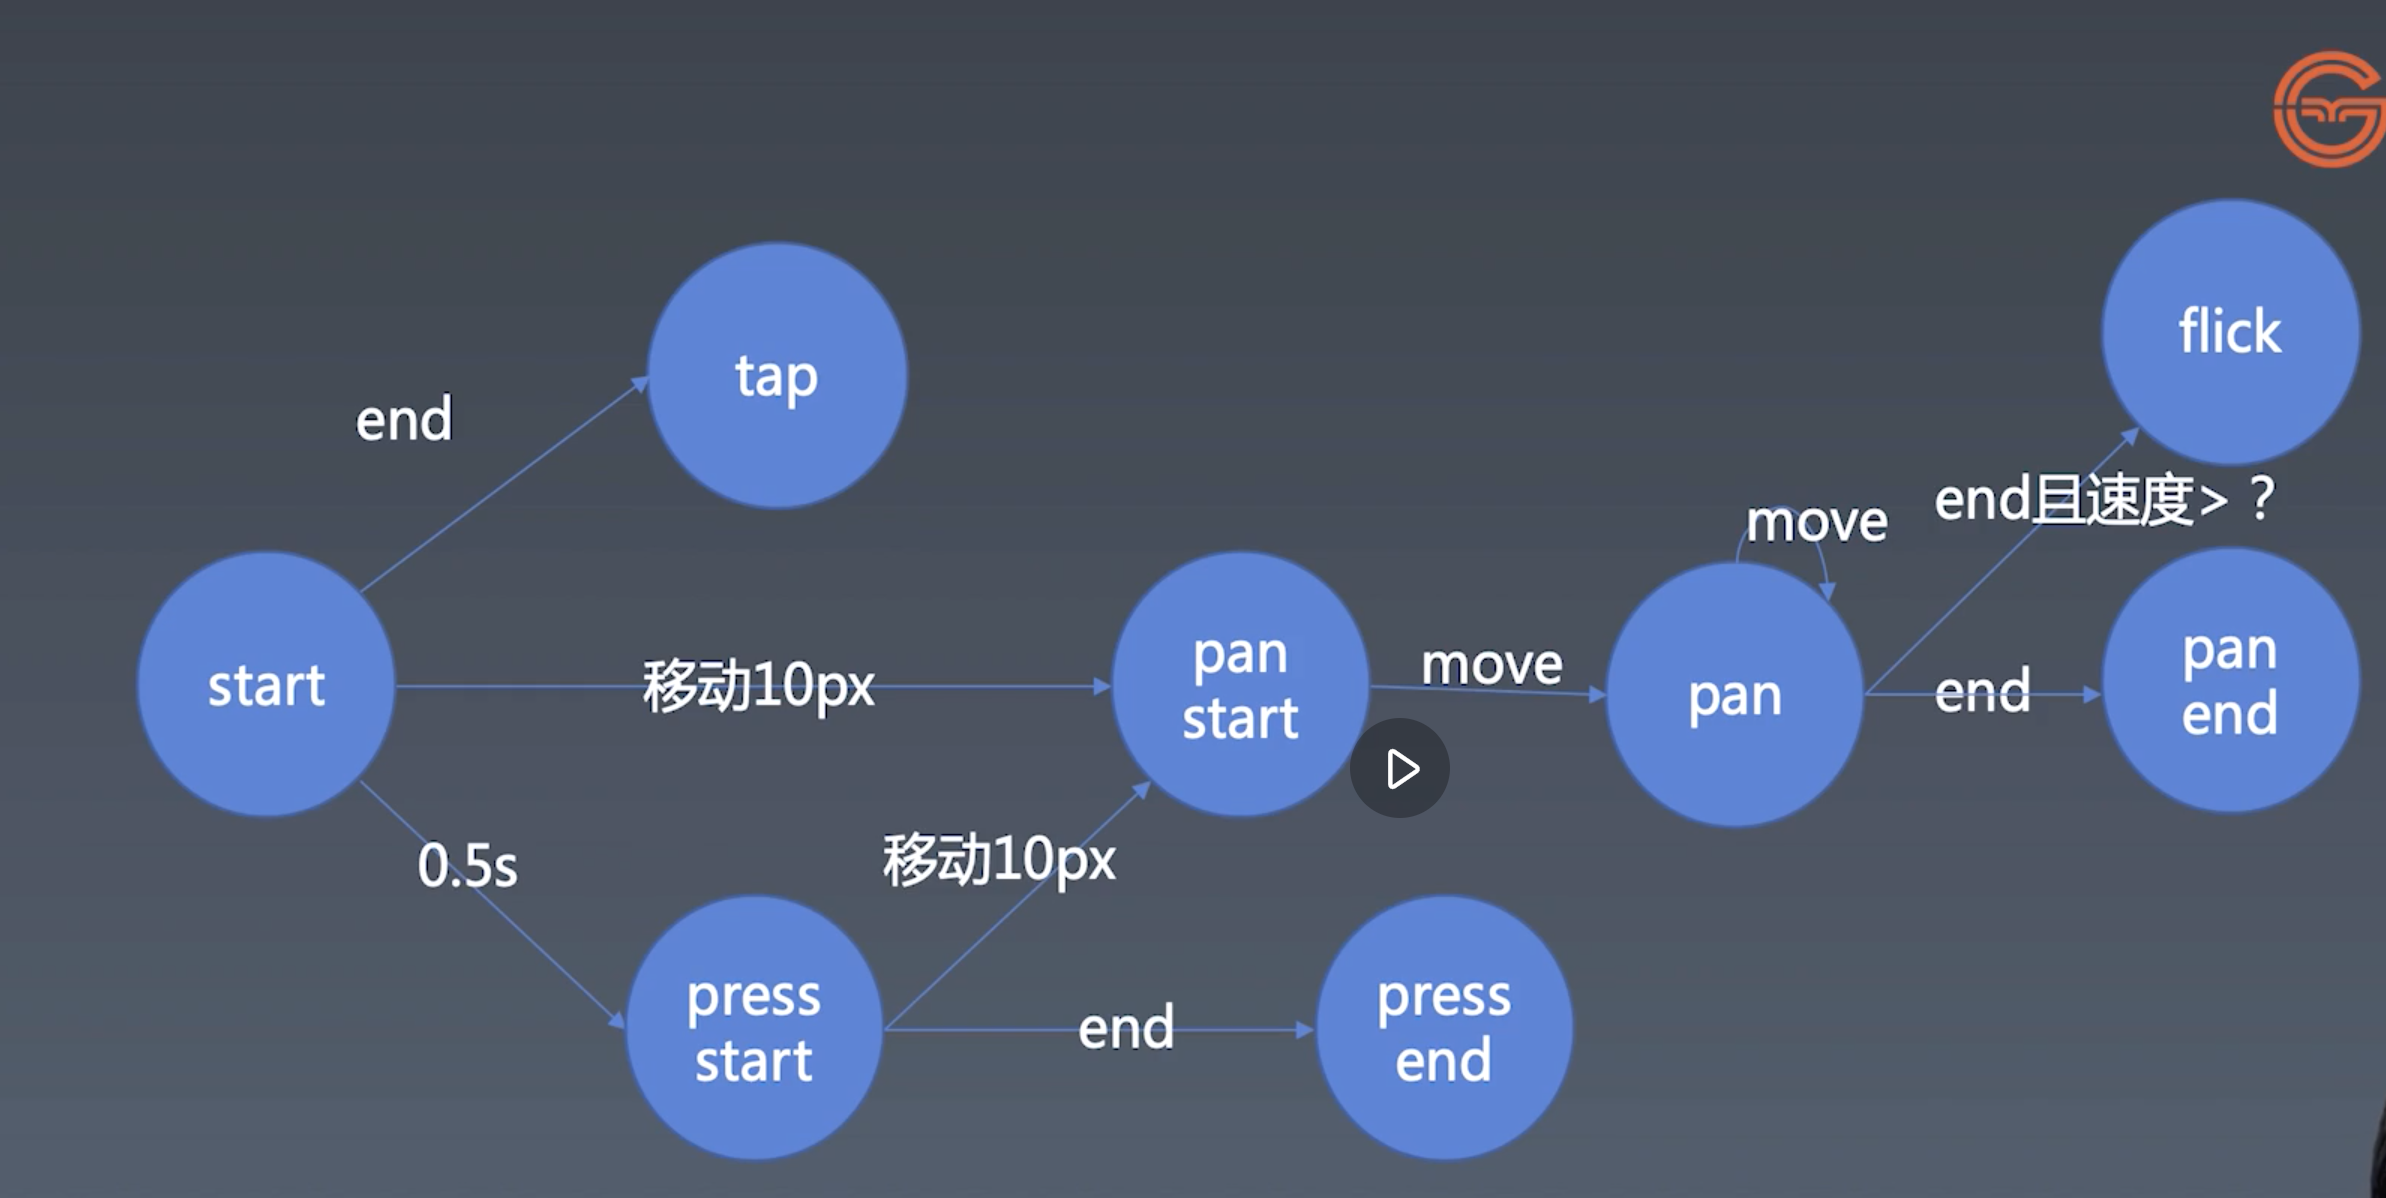 flick
tap
end
end且速度>？
move
start
移动10px
pan
start
move
pan
end
pan
end
0.5s
移动10px
press
start
end
press
end